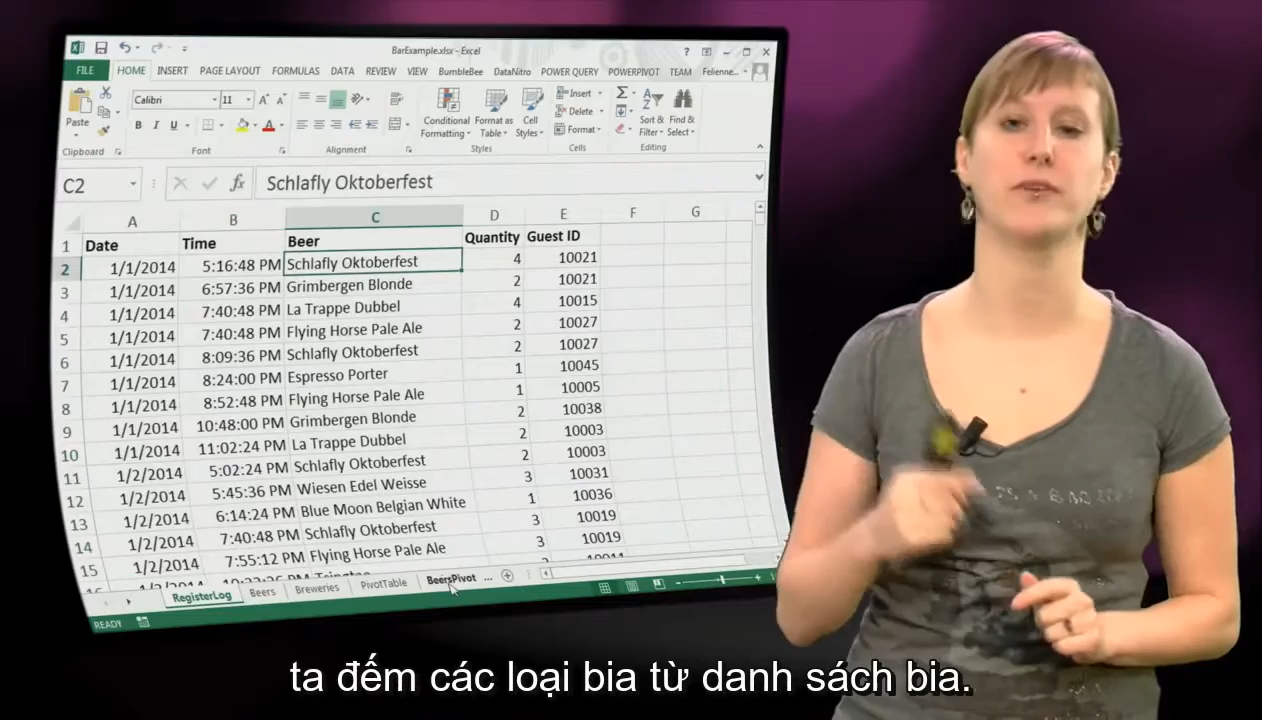 BarExample.xlsx - Excel
FILE HOME INSERT PAGE LAYOUT FORMULAS DATA REVIEW VIEW BumbleBee DataNitro POWER QUERY POWERPIVOT TEAM Felienne...
Calibri 11
Paste
Conditional Formatting
Format as Table
Cell Styles
Insert
Delete
Format
Sort & Filter
Find & Select
Clipboard Font Alignment Styles Cells Editing
C2 fx Schlafly Oktoberfest
A B C D E F G
1 Date Time Beer Quantity Guest ID
2 1/1/2014 5:16:48 PM Schlafly Oktoberfest 4 10021
3 1/1/2014 6:57:36 PM Grimbergen Blonde 2 10021
4 1/1/2014 7:40:48 PM La Trappe Dubbel 4 10015
5 1/1/2014 7:40:48 PM Flying Horse Pale Ale 2 10027
6 1/1/2014 8:09:36 PM Schlafly Oktoberfest 2 10027
7 1/1/2014 8:24:00 PM Espresso Porter 1 10045
8 1/1/2014 8:52:48 PM Flying Horse Pale Ale 1 10005
9 1/1/2014 10:48:00 PM Grimbergen Blonde 2 10038
10 1/1/2014 11:02:24 PM La Trappe Dubbel 2 10003
11 1/2/2014 5:02:24 PM Schlafly Oktoberfest 2 10003
12 1/2/2014 5:45:36 PM Wiesen Edel Weisse 3 10031
13 1/2/2014 6:14:24 PM Blue Moon Belgian White 1 10036
14 1/2/2014 7:40:48 PM Schlafly Oktoberfest 3 10019
15 1/2/2014 7:55:12 PM Flying Horse Pale Ale 3 10019
RegisterLog Beers Breweries PivotTable BeersPivot ...
READY
ta đếm các loại bia từ danh sách bia.